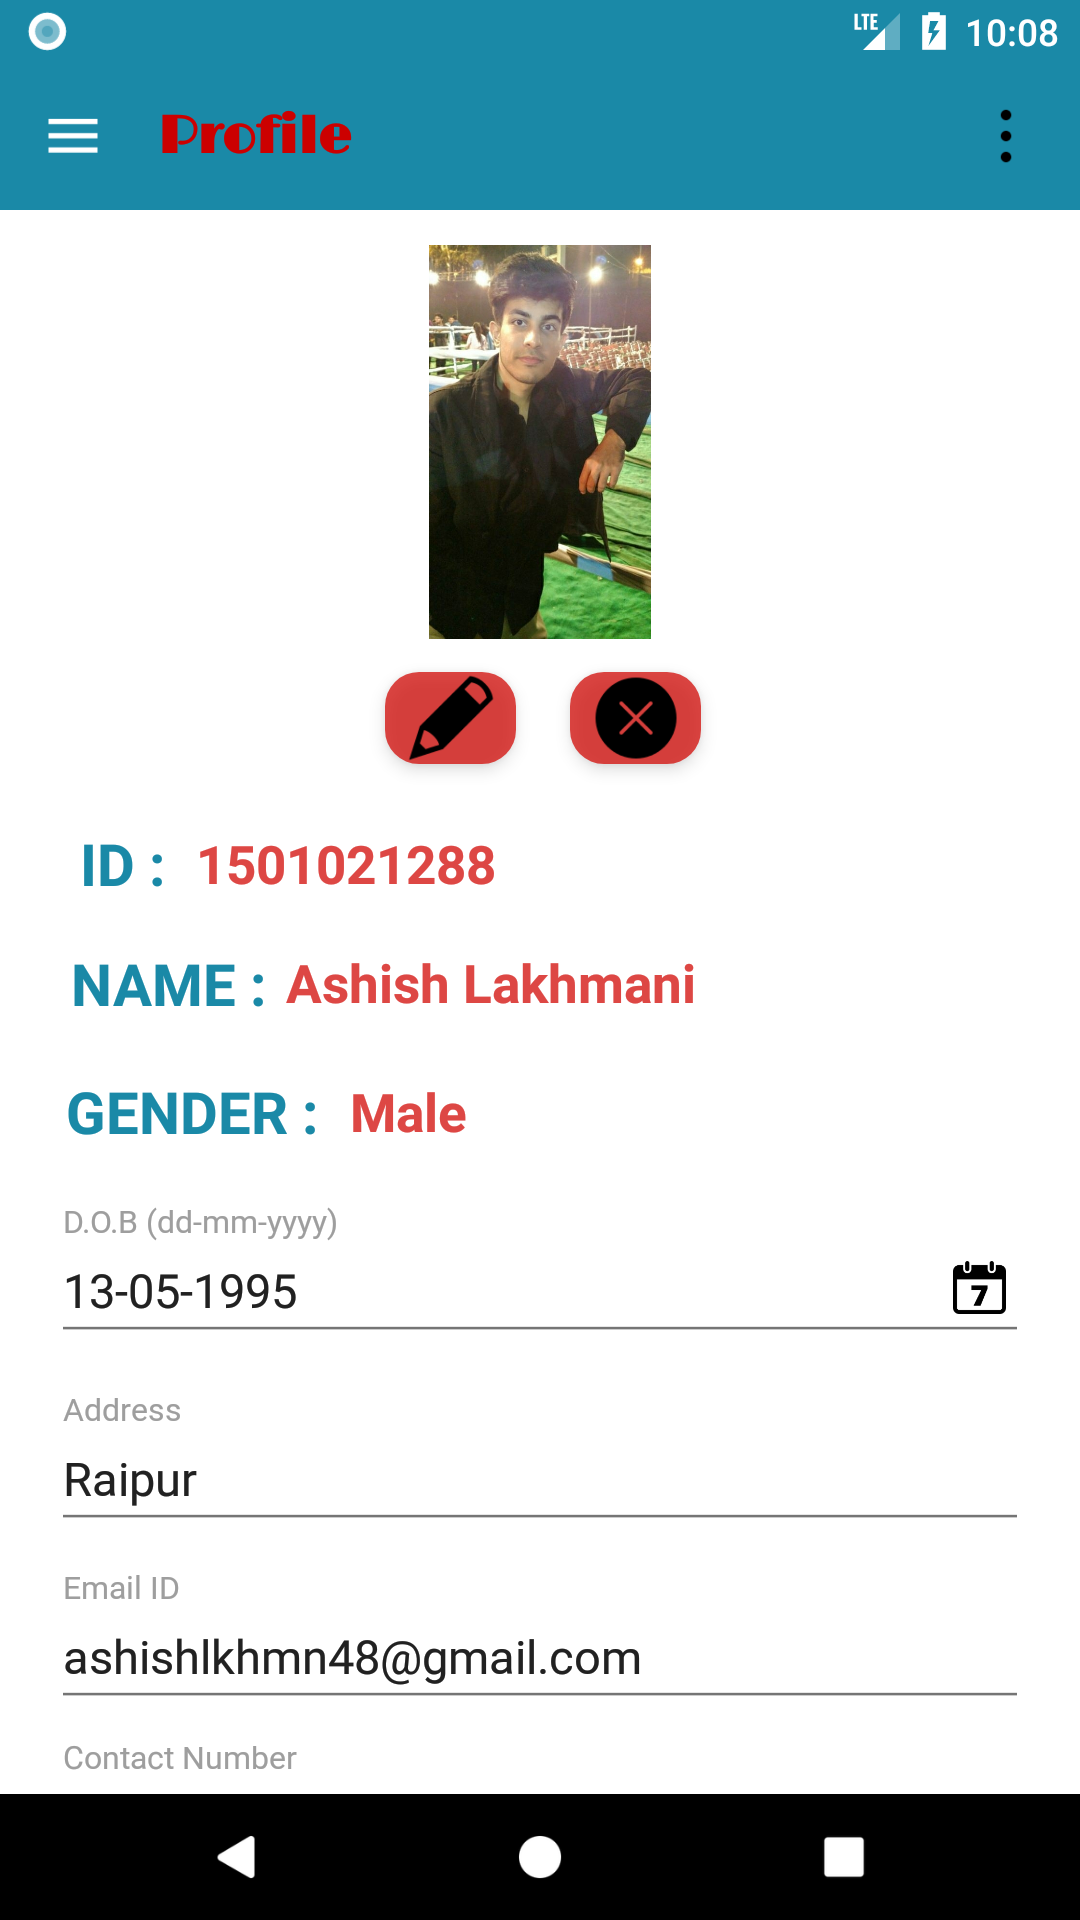 LTE 10:08
Profile
ID : 1501021288
NAME : Ashish Lakhmani
GENDER : Male
D.O.B (dd-mm-yyyy)
13-05-1995
7
Address
Raipur
Email ID
ashishlkhmn48@gmail.com
Contact Number